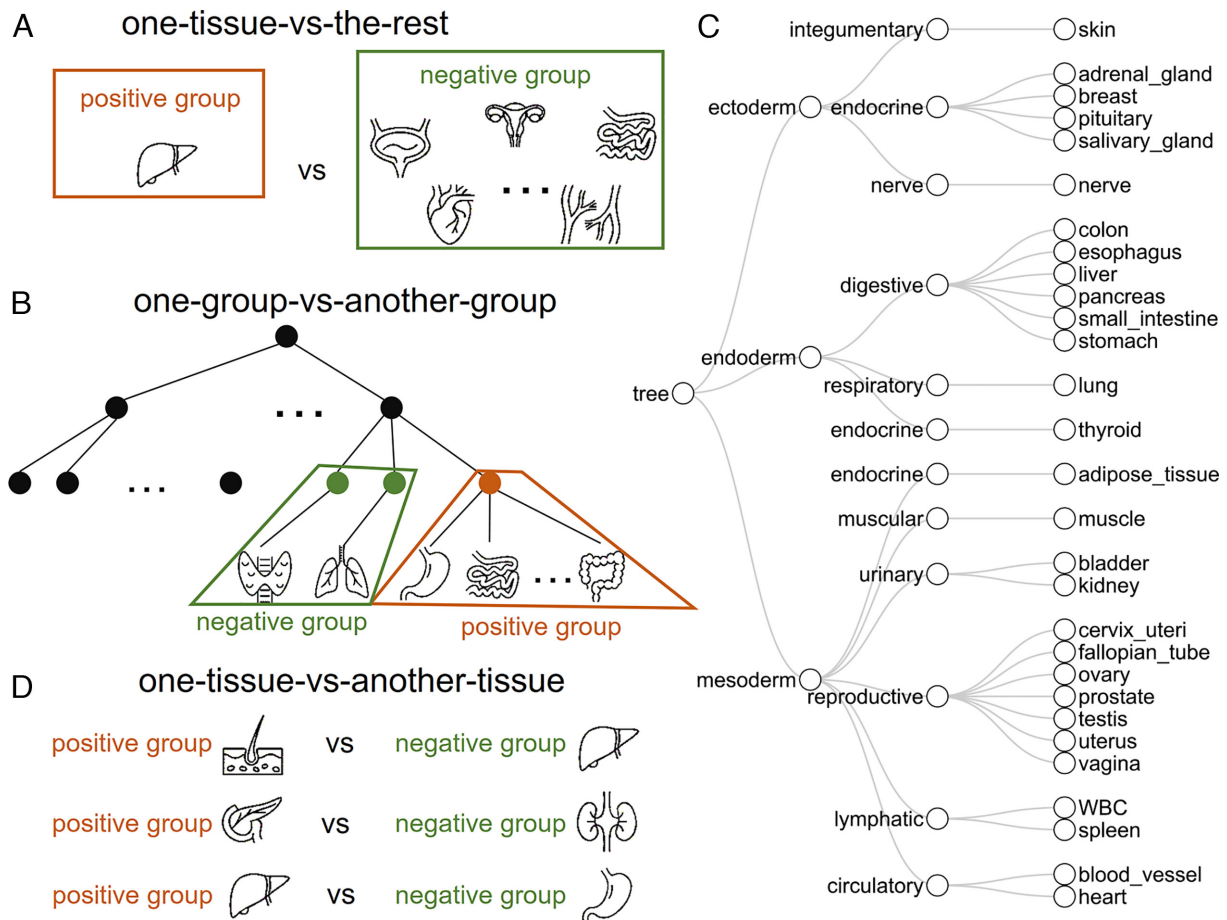 A
one-tissue-vs-the-rest
positive group
vs
negative group
...
B
one-group-vs-another-group
...
...
...
negative group
positive group
D
one-tissue-vs-another-tissue
positive group vs negative group
positive group vs negative group
positive group vs negative group
C
tree
ectoderm
integumentary
skin
endocrine
adrenal_gland
breast
pituitary
salivary_gland
nerve
nerve
endoderm
digestive
colon
esophagus
liver
pancreas
small_intestine
stomach
respiratory
lung
endocrine
thyroid
mesoderm
endocrine
adipose_tissue
muscular
muscle
urinary
bladder
kidney
reproductive
cervix_uteri
fallopian_tube
ovary
prostate
testis
uterus
vagina
lymphatic
WBC
spleen
circulatory
blood_vessel
heart